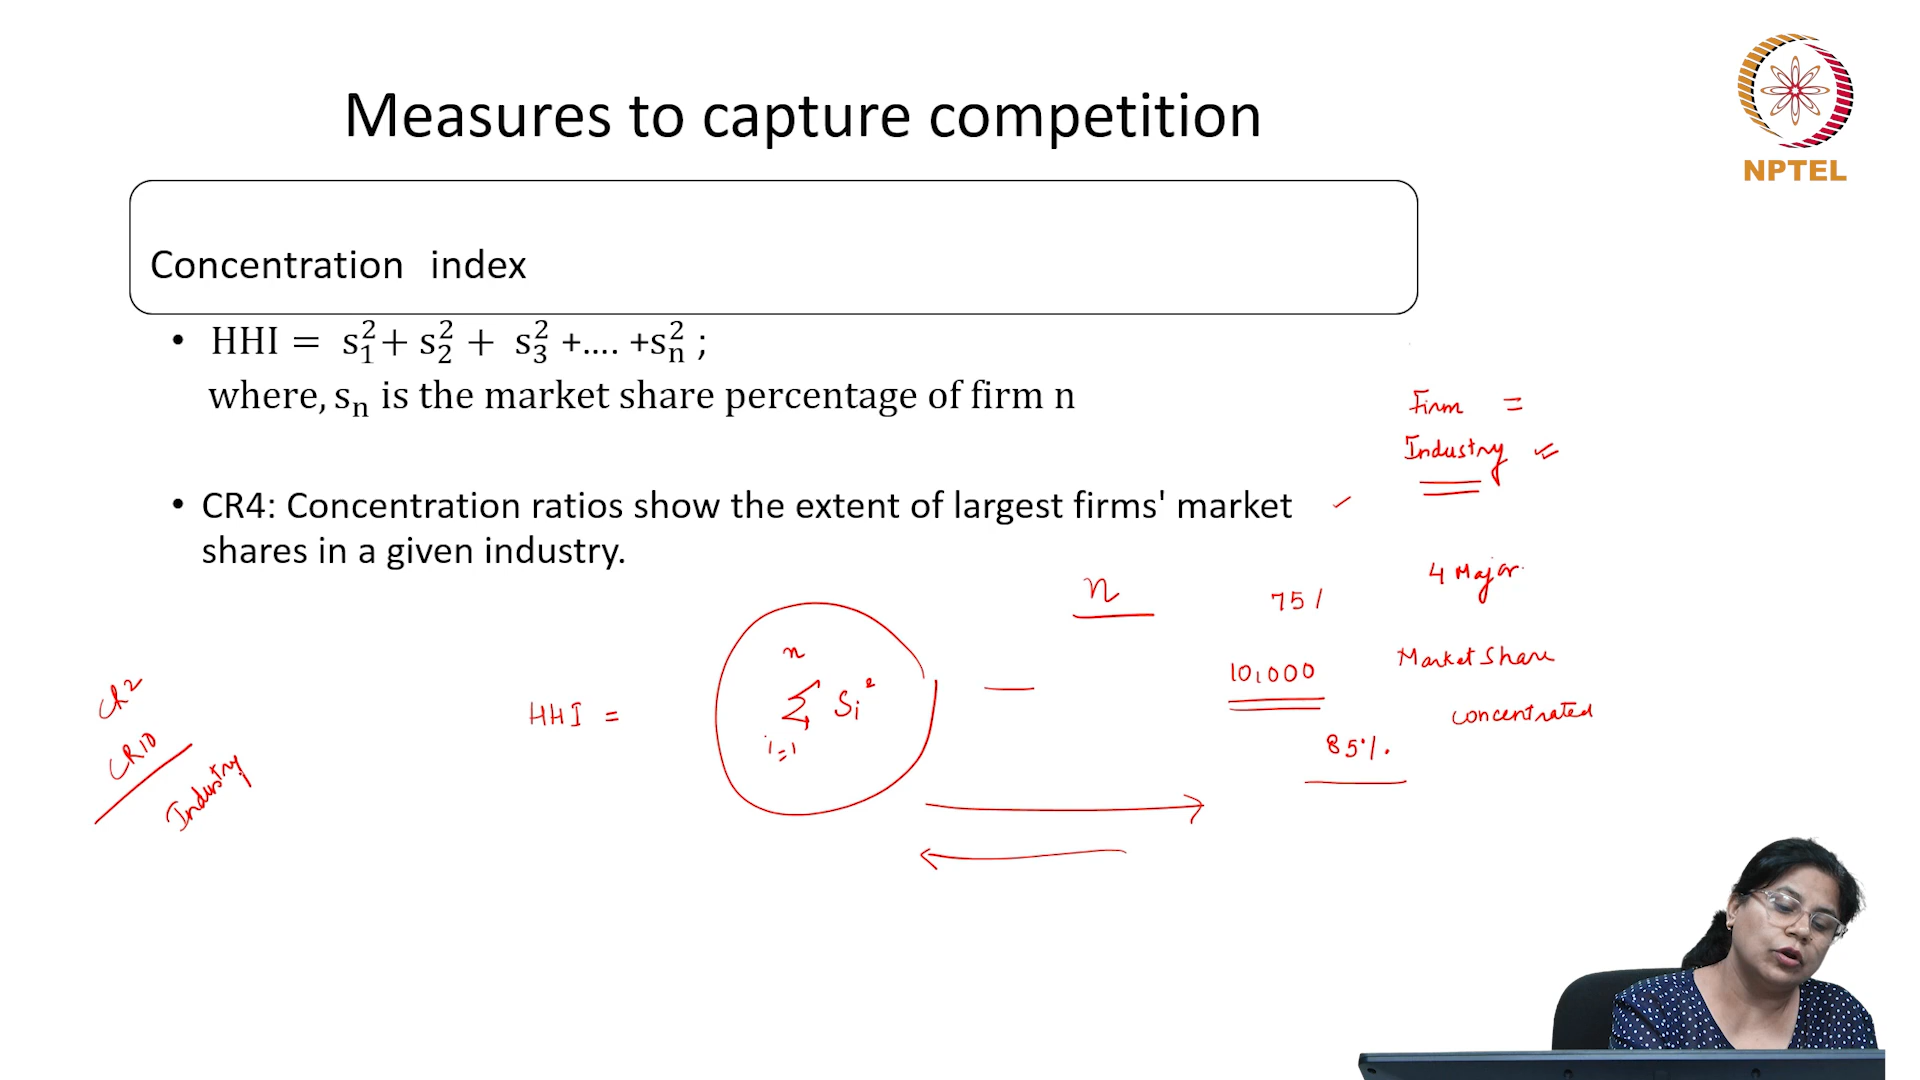 Measures to capture competition
NPTEL
Concentration index
• HHI = s₁² + s₂² + s₃² +.... +sₙ² ;
where, sₙ is the market share percentage of firm n
Firm =
Industry
• CR4: Concentration ratios show the extent of largest firms' market
shares in a given industry.
4 Major
n
75%
Market Share
10,000
concentrated
85%.
HHI = n ∑ i=1 Si²
CR2
CR10
Industry